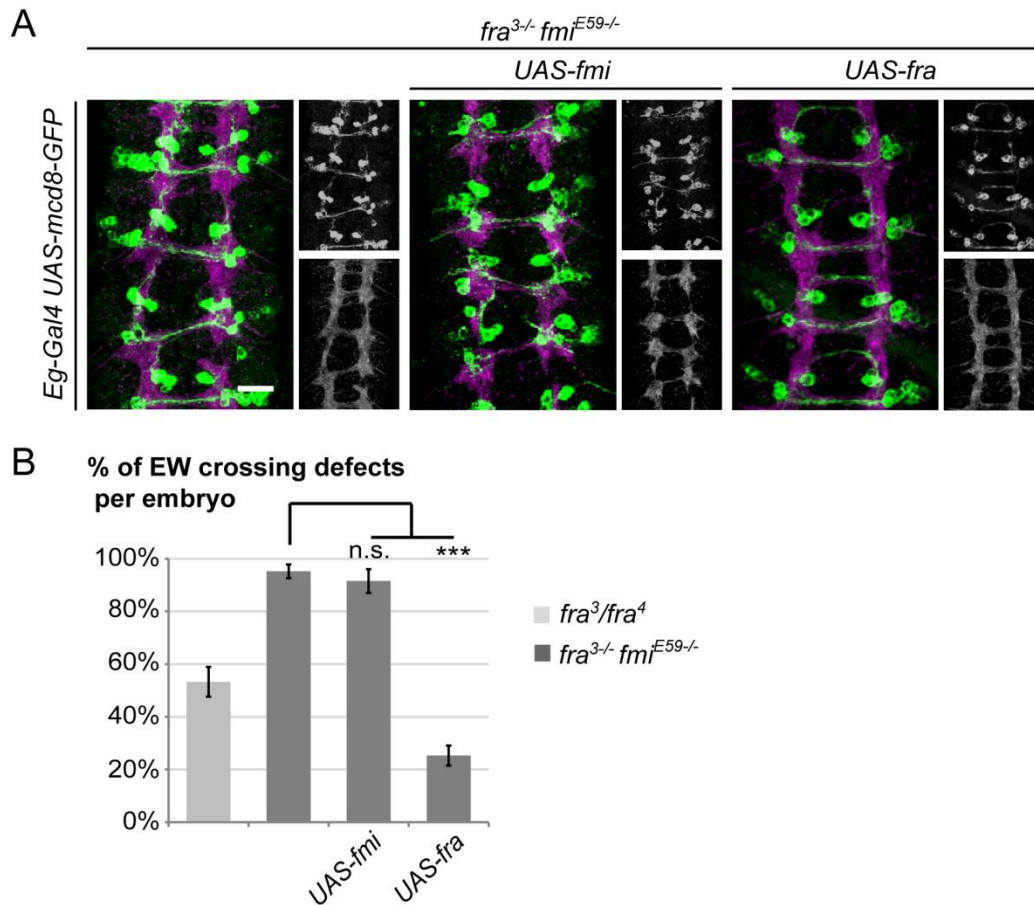 A
fra³⁻/⁻ fmiᴱ⁵⁹⁻/⁻
UAS-fmi
UAS-fra
Eg-Gal4 UAS-mcd8-GFP
B
% of EW crossing defects
per embryo
n.s.
***
100%
80%
60%
40%
20%
0%
UAS-fmi
UAS-fra
fra³/fra⁴
fra³⁻/⁻ fmiᴱ⁵⁹⁻/⁻